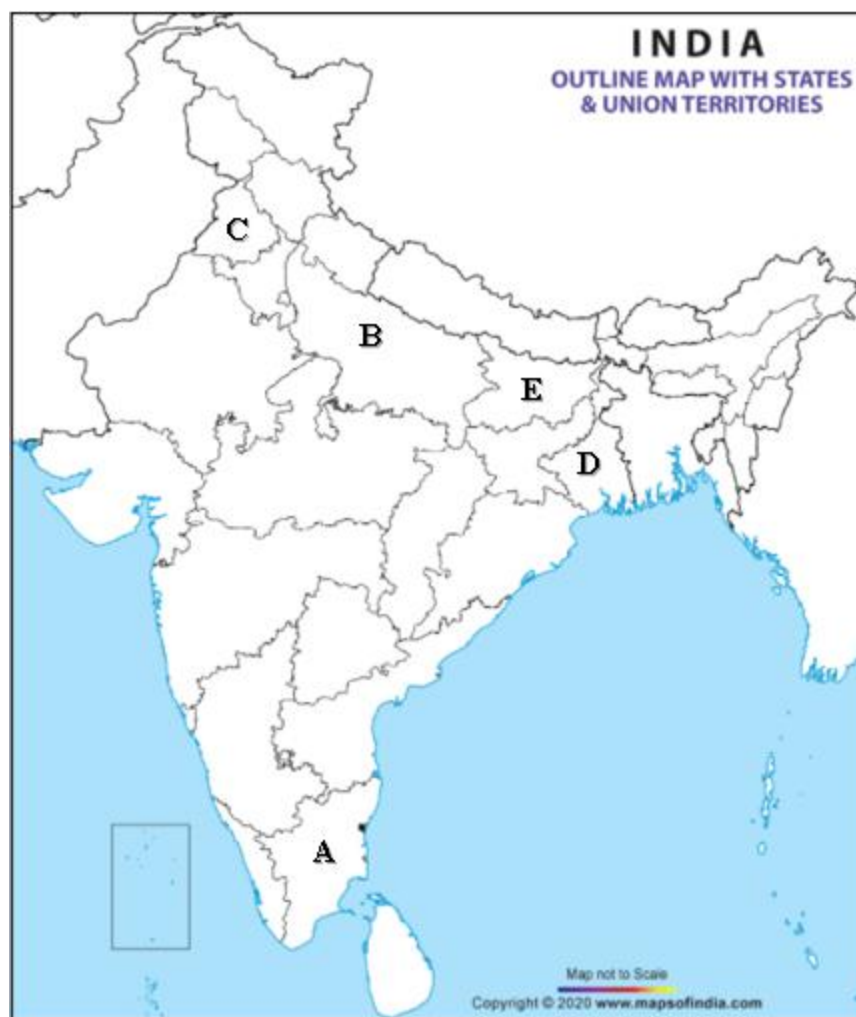 INDIA
OUTLINE MAP WITH STATES
& UNION TERRITORIES
C
B
E
D
A
Map not to Scale
Copyright © 2020 www.mapsofindia.com